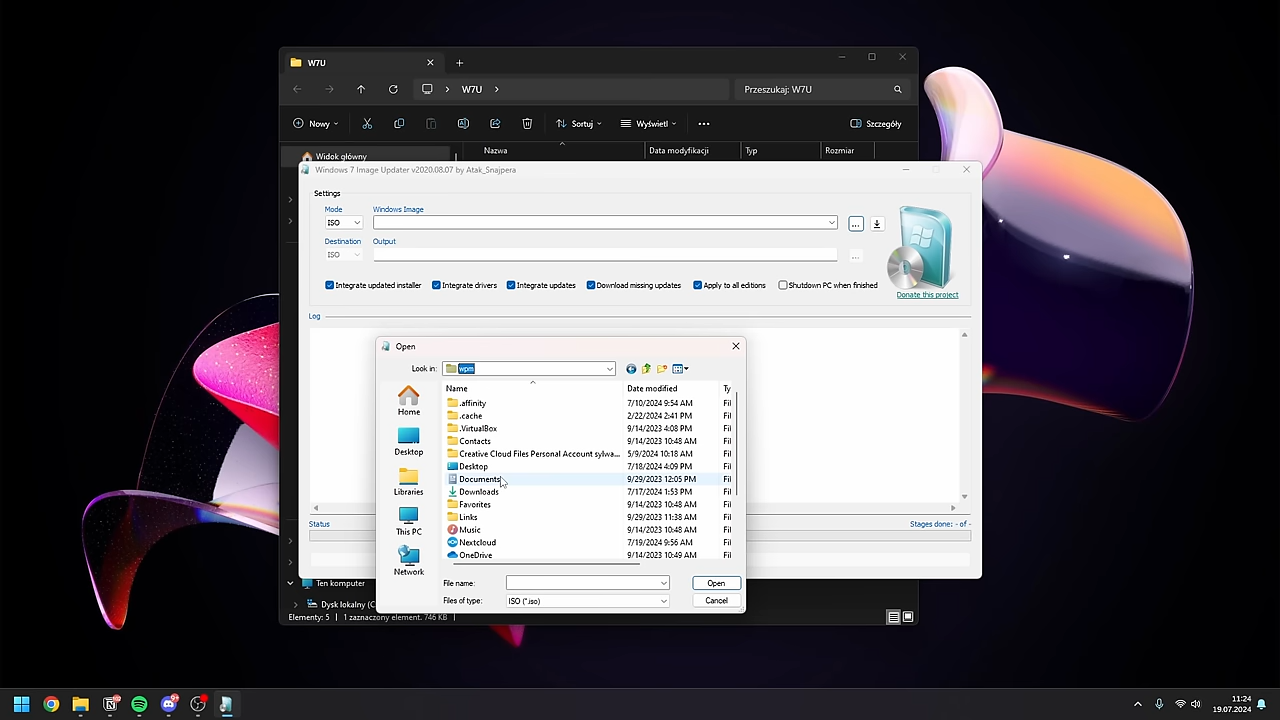 W7U
W7U
Przeszukaj: W7U
Nowy
Sortuj
Wyświetl
Szczegóły
Nazwa
Data modyfikacji
Typ
Rozmiar
Widok główny
Windows 7 Image Updater v2020.08.07 by Atak_Snajpera
Settings
Mode
Windows Image
ISO
...
Destination
Output
ISO
...
Integrate updated installer
Integrate drivers
Integrate updates
Download missing updates
Apply to all editions
Shutdown PC when finished
Donate this project
Log
Open
Look in:
wpm
Home
Desktop
Libraries
This PC
Network
Name
Date modified
Ty
.affinity
7/10/2024 9:54 AM
Fil
.cache
2/22/2024 2:41 PM
Fil
.VirtualBox
9/14/2023 4:08 PM
Fil
Contacts
9/14/2023 10:48 AM
Fil
Creative Cloud Files Personal Account sylwa...
5/9/2024 10:18 AM
Fil
Desktop
7/18/2024 4:09 PM
Fil
Documents
9/29/2023 12:05 PM
Fil
Downloads
7/17/2024 1:53 PM
Fil
Favorites
9/14/2023 10:48 AM
Fil
Links
9/29/2023 11:38 AM
Fil
Music
9/14/2023 10:48 AM
Fil
Nextcloud
7/19/2024 9:56 AM
Fil
OneDrive
9/14/2023 10:49 AM
Fil
File name:
Open
Files of type:
ISO (*.iso)
Cancel
Status
Stages done: - of -
Ten komputer
Dysk lokalny (C
Elementy: 5
1 zaznaczony element. 746 KB
11:24
19.07.2024